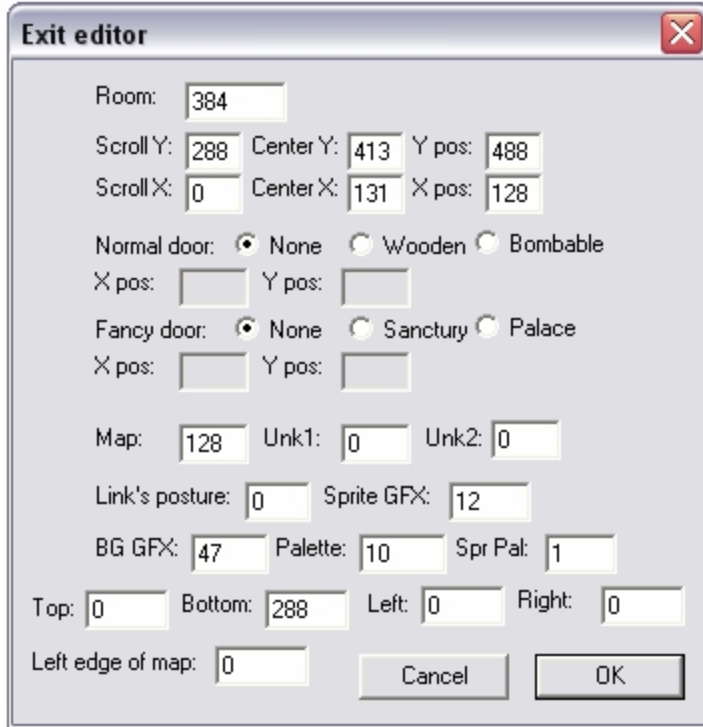 Exit editor
Room: 384
Scroll Y: 288 Center Y: 413 Y pos: 488
Scroll X: 0 Center X: 131 X pos: 128
Normal door: None Wooden Bombable
X pos: Y pos:
Fancy door: None Sanctury Palace
X pos: Y pos:
Map: 128 Unk1: 0 Unk2: 0
Link's posture: 0 Sprite GFX: 12
BG GFX: 47 Palette: 10 Spr Pal: 1
Top: 0 Bottom: 288 Left: 0 Right: 0
Left edge of map: 0 Cancel OK